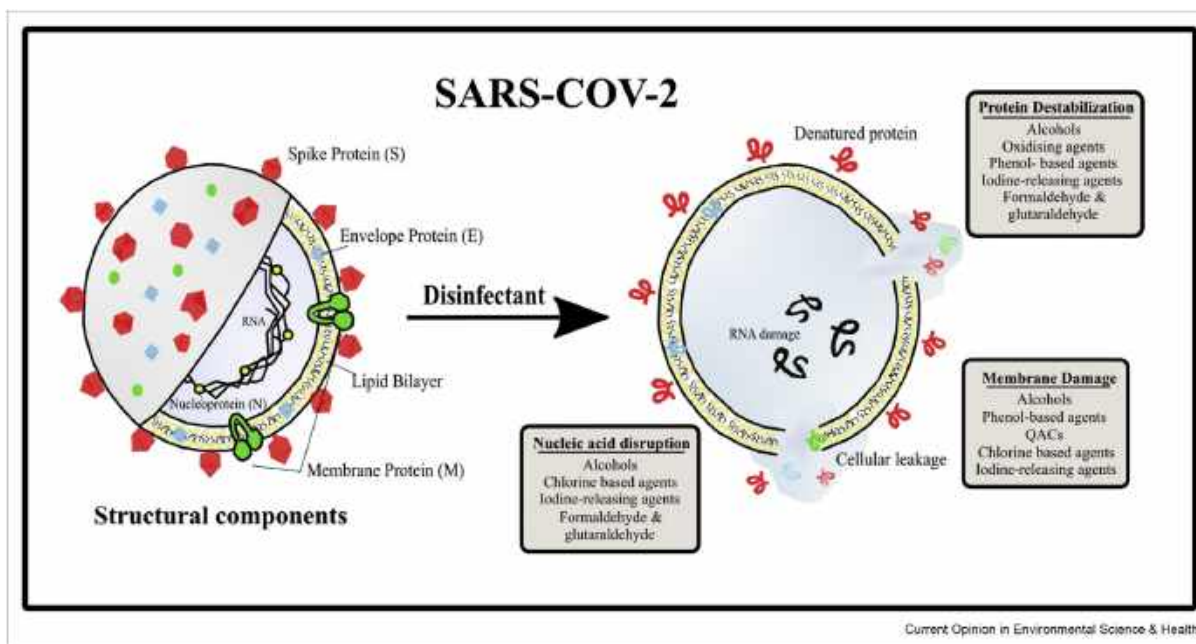 SARS-COV-2
Spike Protein (S)
Envelope Protein (E)
RNA
Lipid Bilayer
Nucleoprotein (N)
Membrane Protein (M)
Structural components
Disinfectant
Denatured protein
RNA damage
Cellular leakage
Protein Destabilization
Alcohols
Oxidising agents
Phenol- based agents
Iodine-releasing agents
Formaldehyde &
glutaraldehyde
Membrane Damage
Alcohols
Phenol-based agents
QACs
Chlorine based agents
Iodine-releasing agents
Nucleic acid disruption
Alcohols
Chlorine based agents
Iodine-releasing agents
Formaldehyde &
glutaraldehyde
Current Opinion in Environmental Science & Health